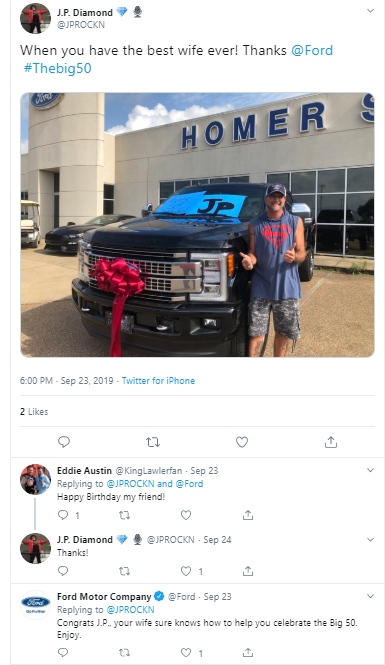 J.P. Diamond 💎 🎙
@JPROCKN
When you have the best wife ever! Thanks @Ford
#Thebig50
Ford
HOMER S
JP
6:00 PM · Sep 23, 2019 · Twitter for iPhone
2 Likes
Eddie Austin @KingLawlerfan · Sep 23
Replying to @JPROCKN and @Ford
Happy Birthday my friend!
1
J.P. Diamond 💎 🎙 @JPROCKN · Sep 24
Thanks!
1
Ford
Ford Motor Company @Ford · Sep 23
Replying to @JPROCKN
Congrats J.P., your wife sure knows how to help you celebrate the Big 50.
Enjoy.
1